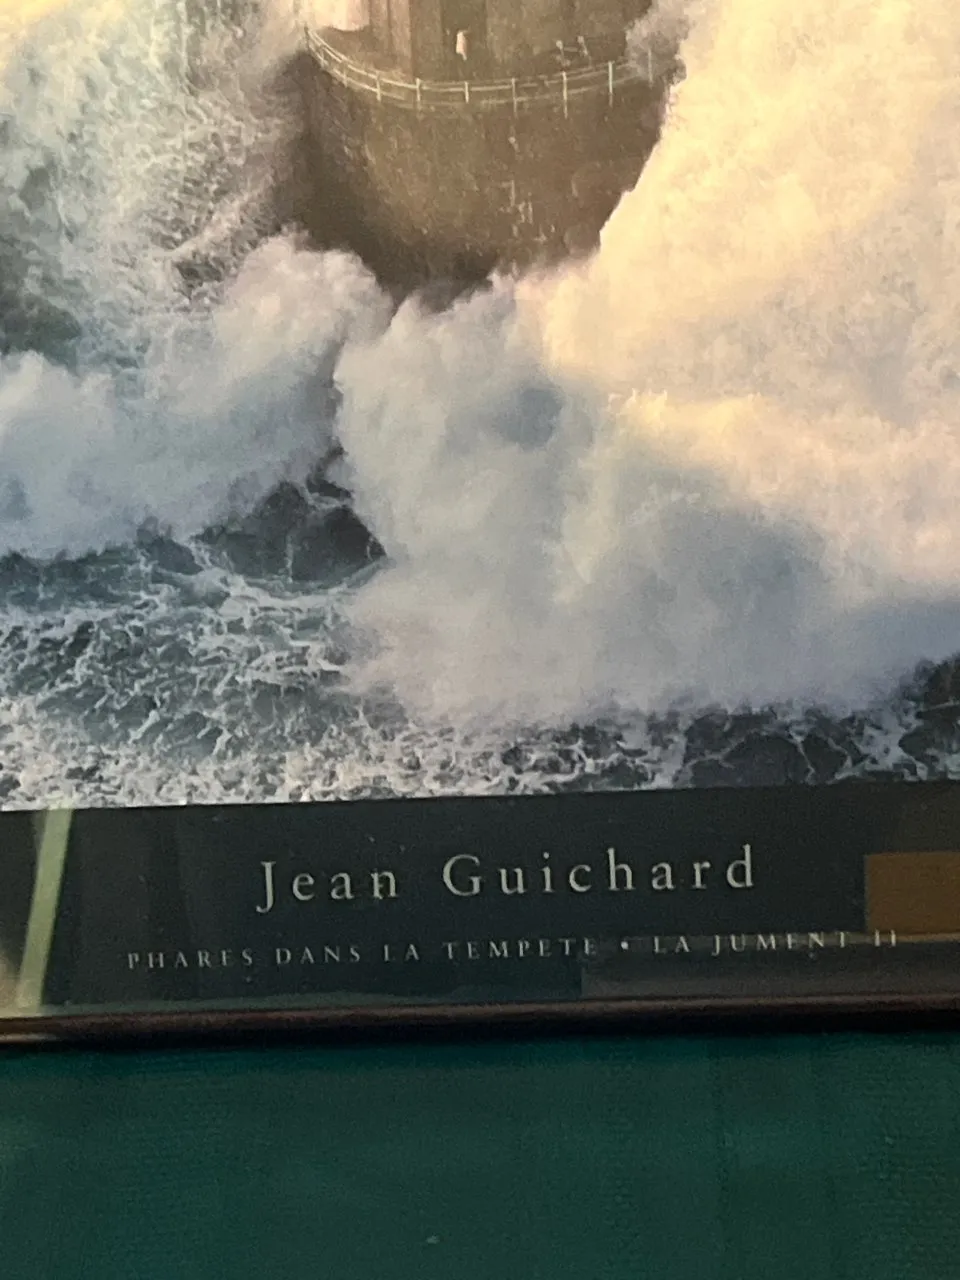 Jean Guichard
PHARES DANS LA TEMPETE • LA JUMENT II